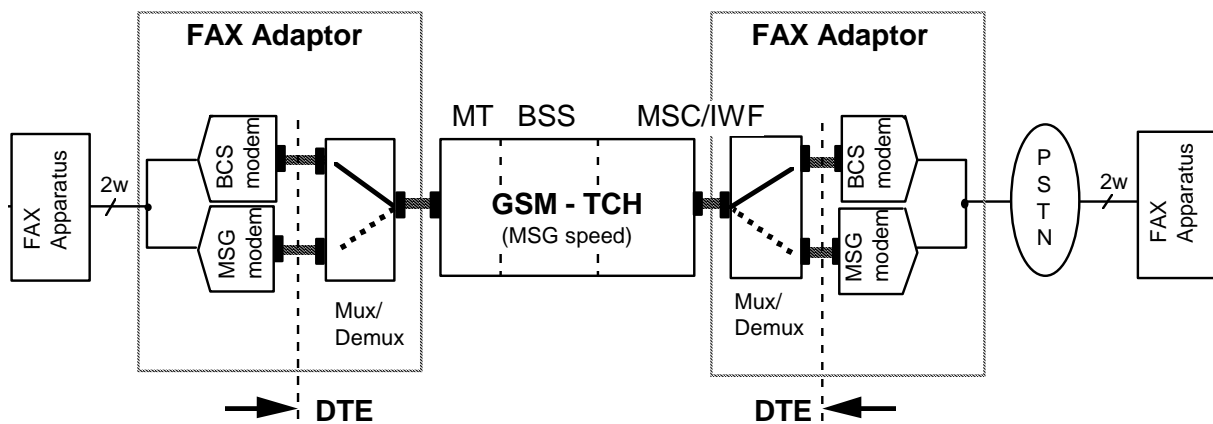 FAX Adaptor
FAX Adaptor
MT BSS MSC/IWF
FAX
Apparatus
2w
BCS
modem
MSG
modem
Mux/
Demux
GSM - TCH
(MSG speed)
Mux/
Demux
BCS
modem
MSG
modem
P
S
T
N
2w
FAX
Apparatus
DTE
DTE